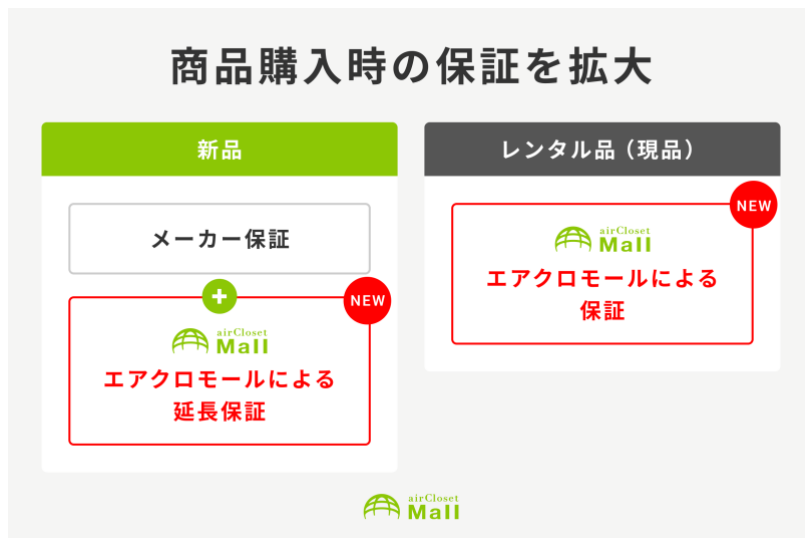 商品購入時の保証を拡大
新品
メーカー保証
+
NEW
airCloset
Mall
エアクロモールによる
延長保証
レンタル品（現品）
NEW
airCloset
Mall
エアクロモールによる
保証
airCloset
Mall